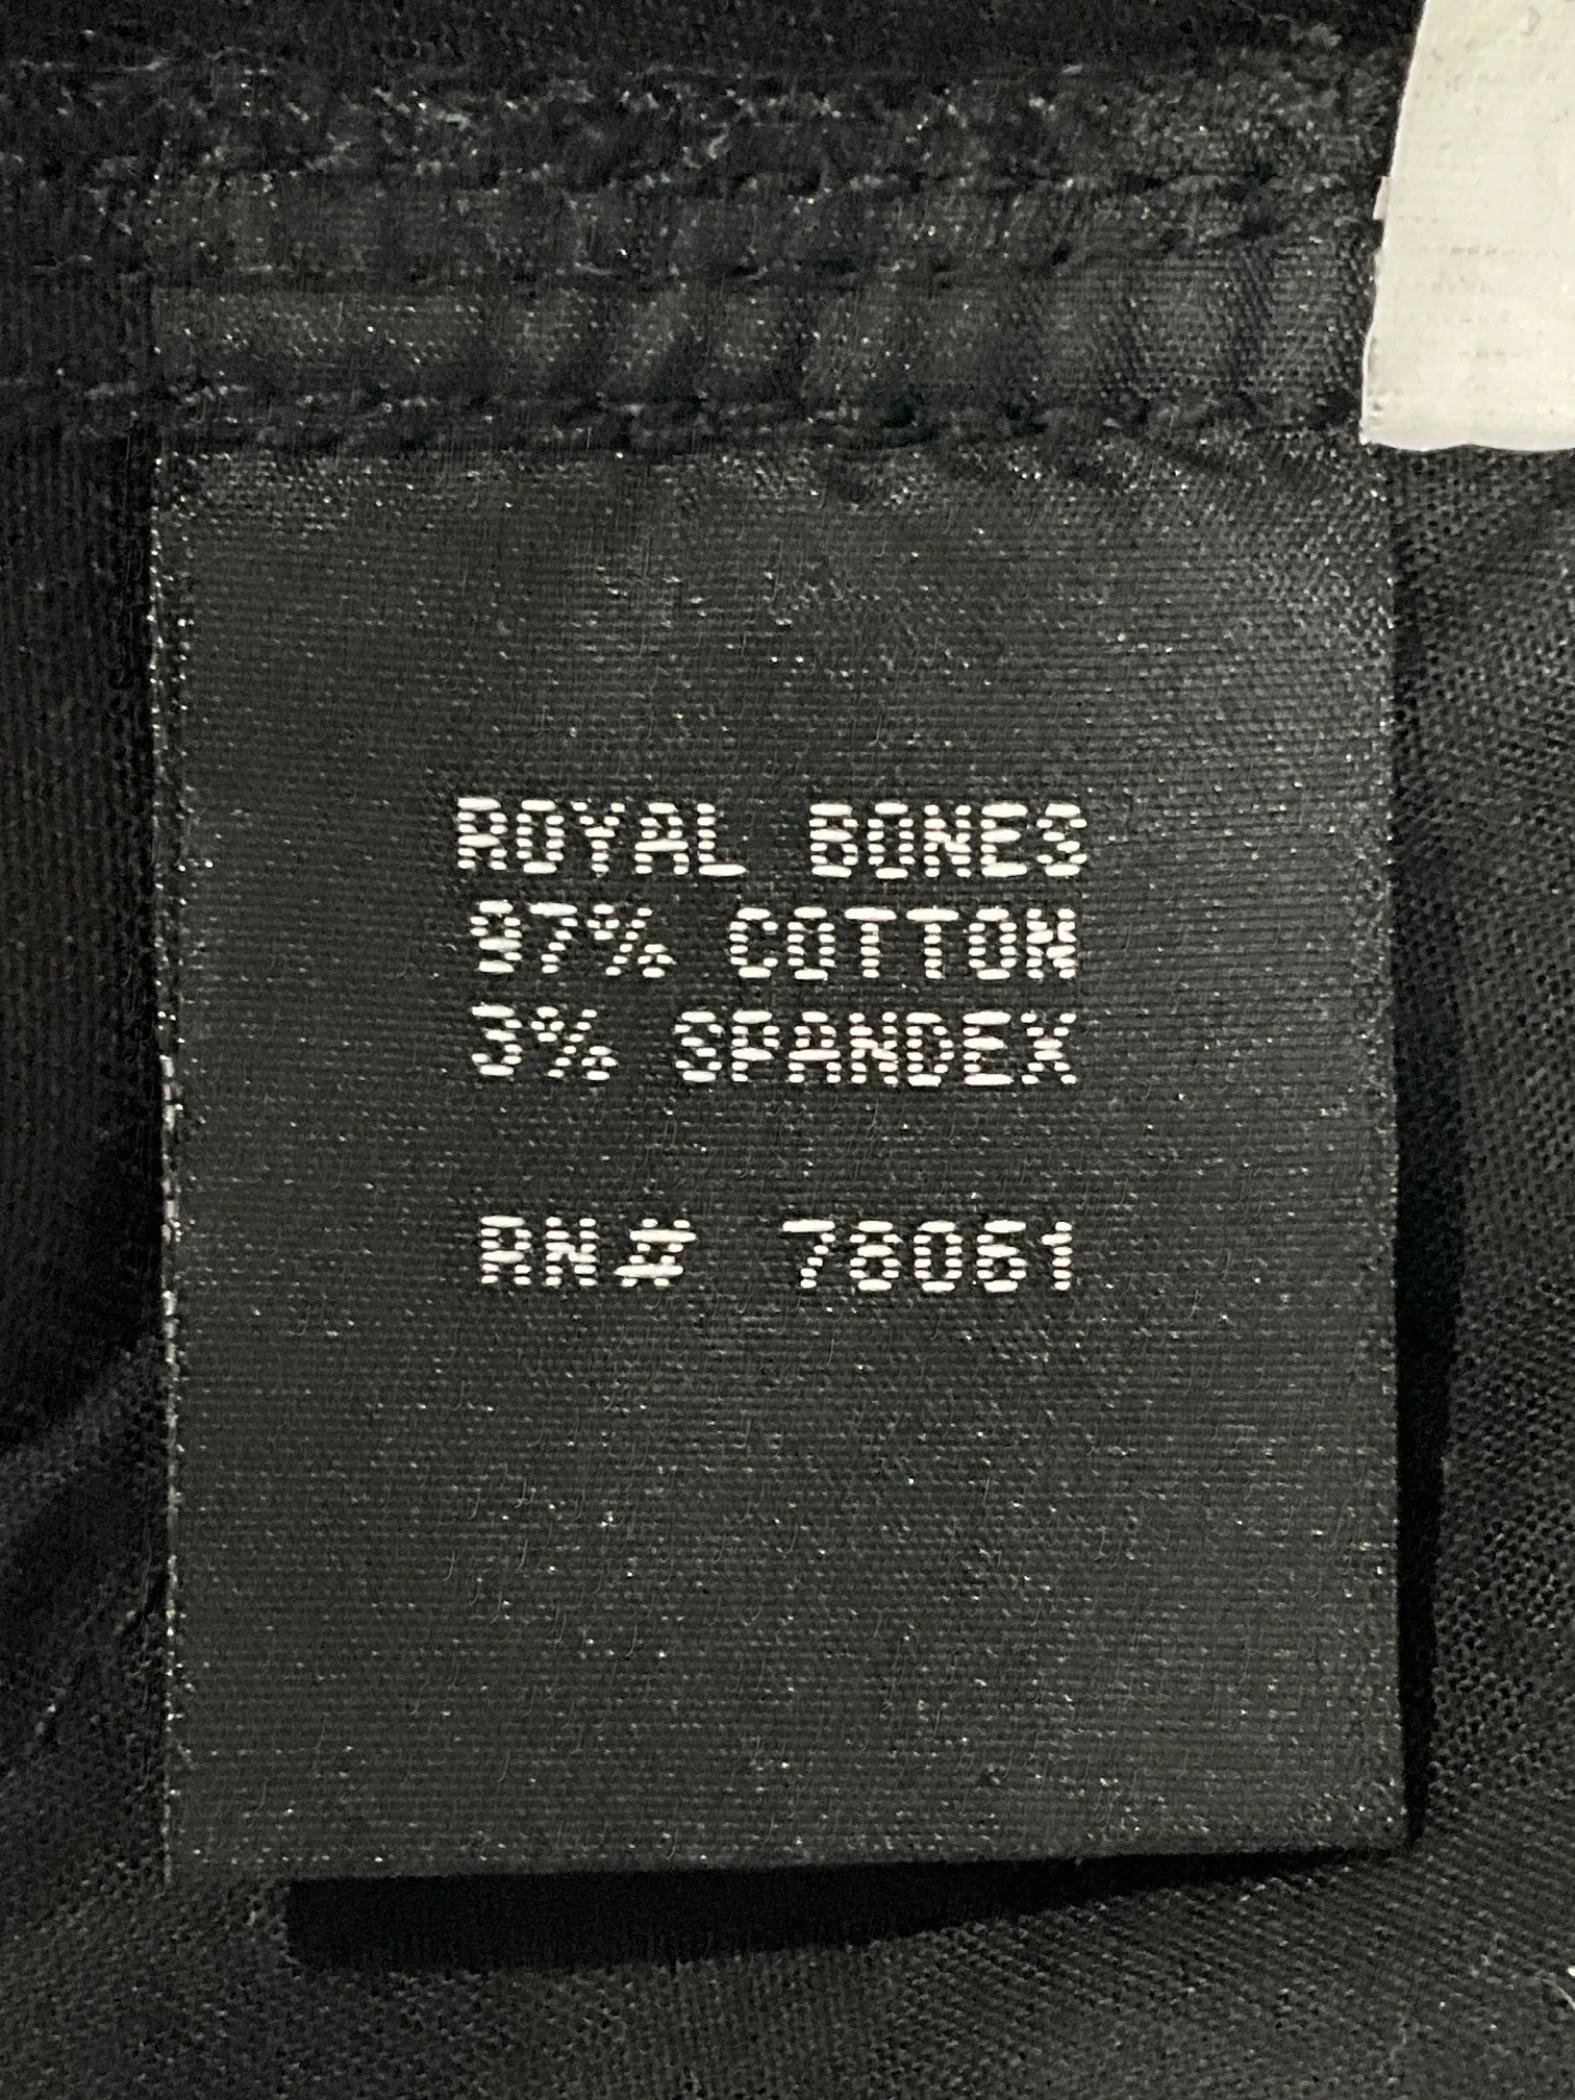 ROYAL BONES
97% COTTON
3% SPANDEX
RN# 78061